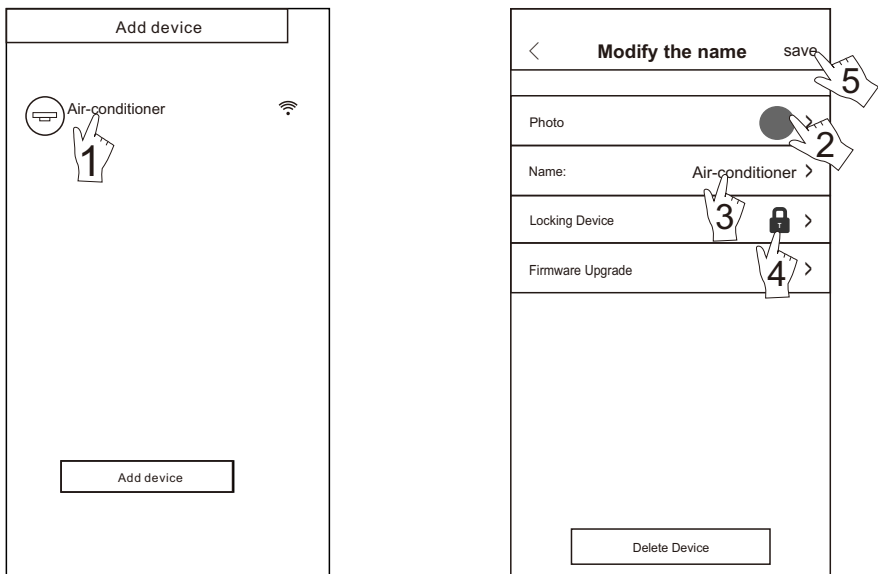 Add device
Air-conditioner
1
Add device
Modify the name save
5
Photo
2
Name: Air-conditioner
3
Locking Device
4
Firmware Upgrade
Delete Device